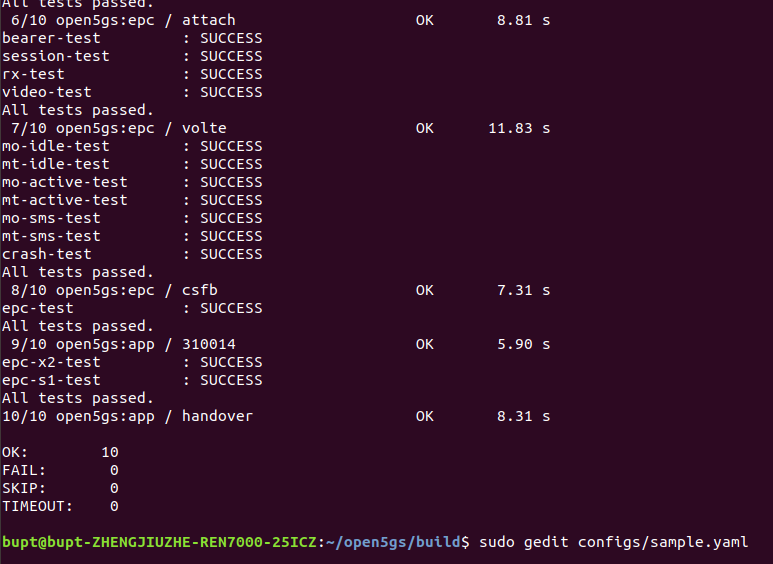 All tests passed.
 6/10 open5gs:epc / attach                      OK       8.81 s
bearer-test         : SUCCESS
session-test        : SUCCESS
rx-test             : SUCCESS
video-test          : SUCCESS
All tests passed.
 7/10 open5gs:epc / volte                       OK      11.83 s
mo-idle-test        : SUCCESS
mt-idle-test        : SUCCESS
mo-active-test      : SUCCESS
mt-active-test      : SUCCESS
mo-sms-test         : SUCCESS
mt-sms-test         : SUCCESS
crash-test          : SUCCESS
All tests passed.
 8/10 open5gs:epc / csfb                        OK       7.31 s
epc-test            : SUCCESS
All tests passed.
 9/10 open5gs:app / 310014                      OK       5.90 s
epc-x2-test         : SUCCESS
epc-s1-test         : SUCCESS
All tests passed.
10/10 open5gs:app / handover                    OK       8.31 s

OK:         10
FAIL:        0
SKIP:        0
TIMEOUT:     0

bupt@bupt-ZHENGJIUZHE-REN7000-25ICZ:~/open5gs/build$ sudo gedit configs/sample.yaml